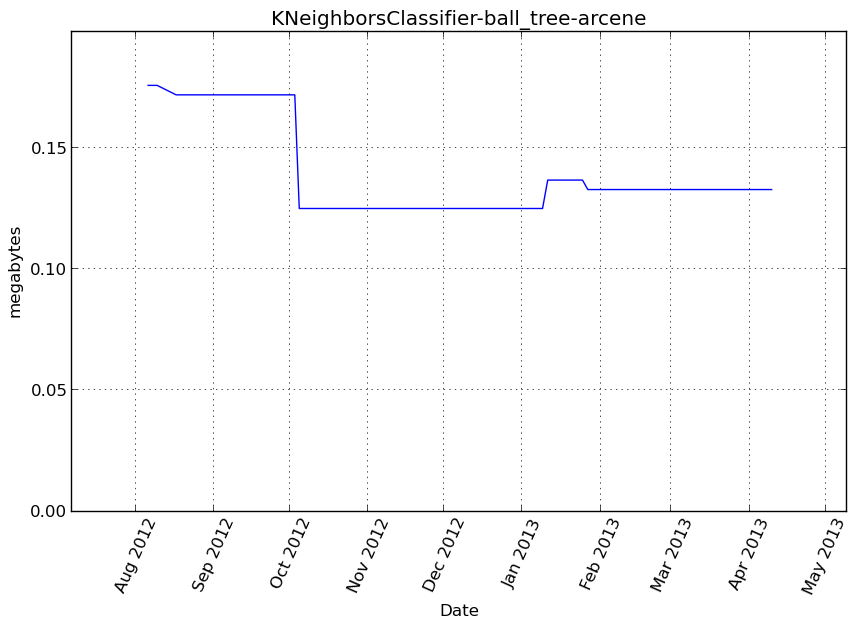 KNeighborsClassifier-ball_tree-arcene
megabytes
0.15
0.10
0.05
0.00
Aug 2012
Sep 2012
Oct 2012
Nov 2012
Dec 2012
Jan 2013
Feb 2013
Mar 2013
Apr 2013
May 2013
Date